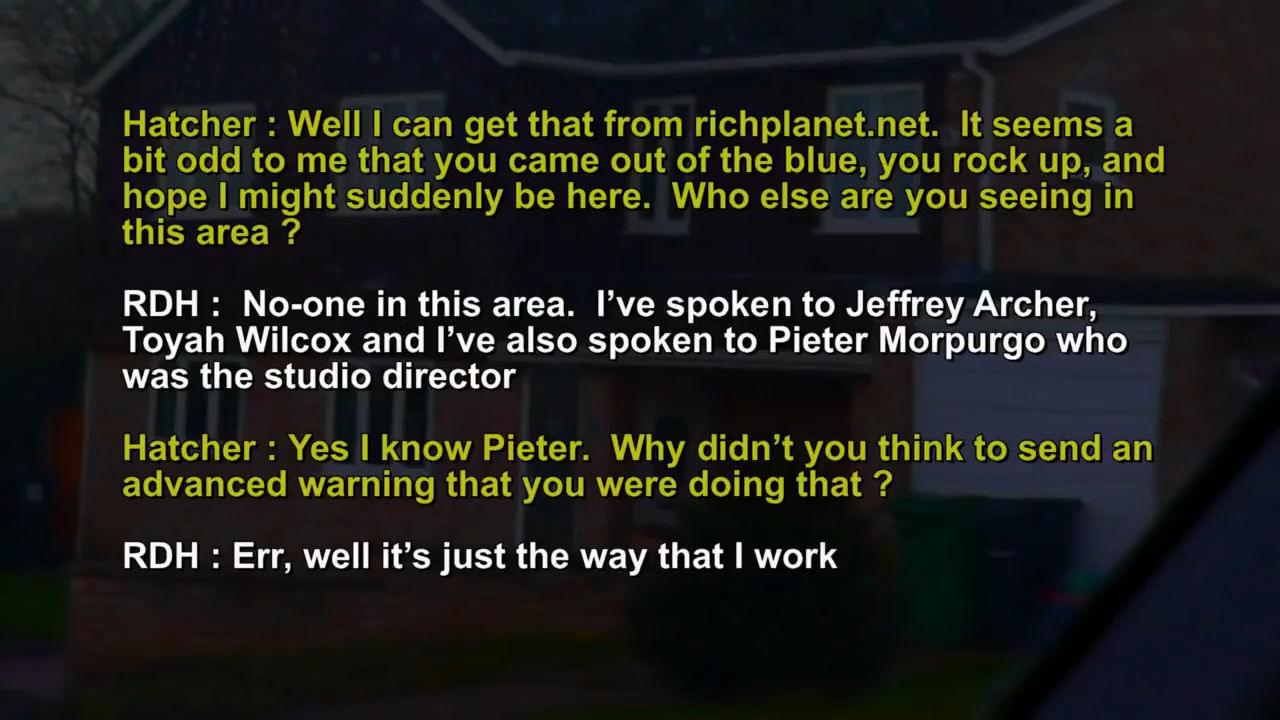 Hatcher : Well I can get that from richplanet.net.  It seems a
bit odd to me that you came out of the blue, you rock up, and
hope I might suddenly be here.  Who else are you seeing in
this area ?
RDH :  No-one in this area.  I’ve spoken to Jeffrey Archer,
Toyah Wilcox and I’ve also spoken to Pieter Morpurgo who
was the studio director
Hatcher : Yes I know Pieter.  Why didn’t you think to send an
advanced warning that you were doing that ?
RDH : Err, well it’s just the way that I work